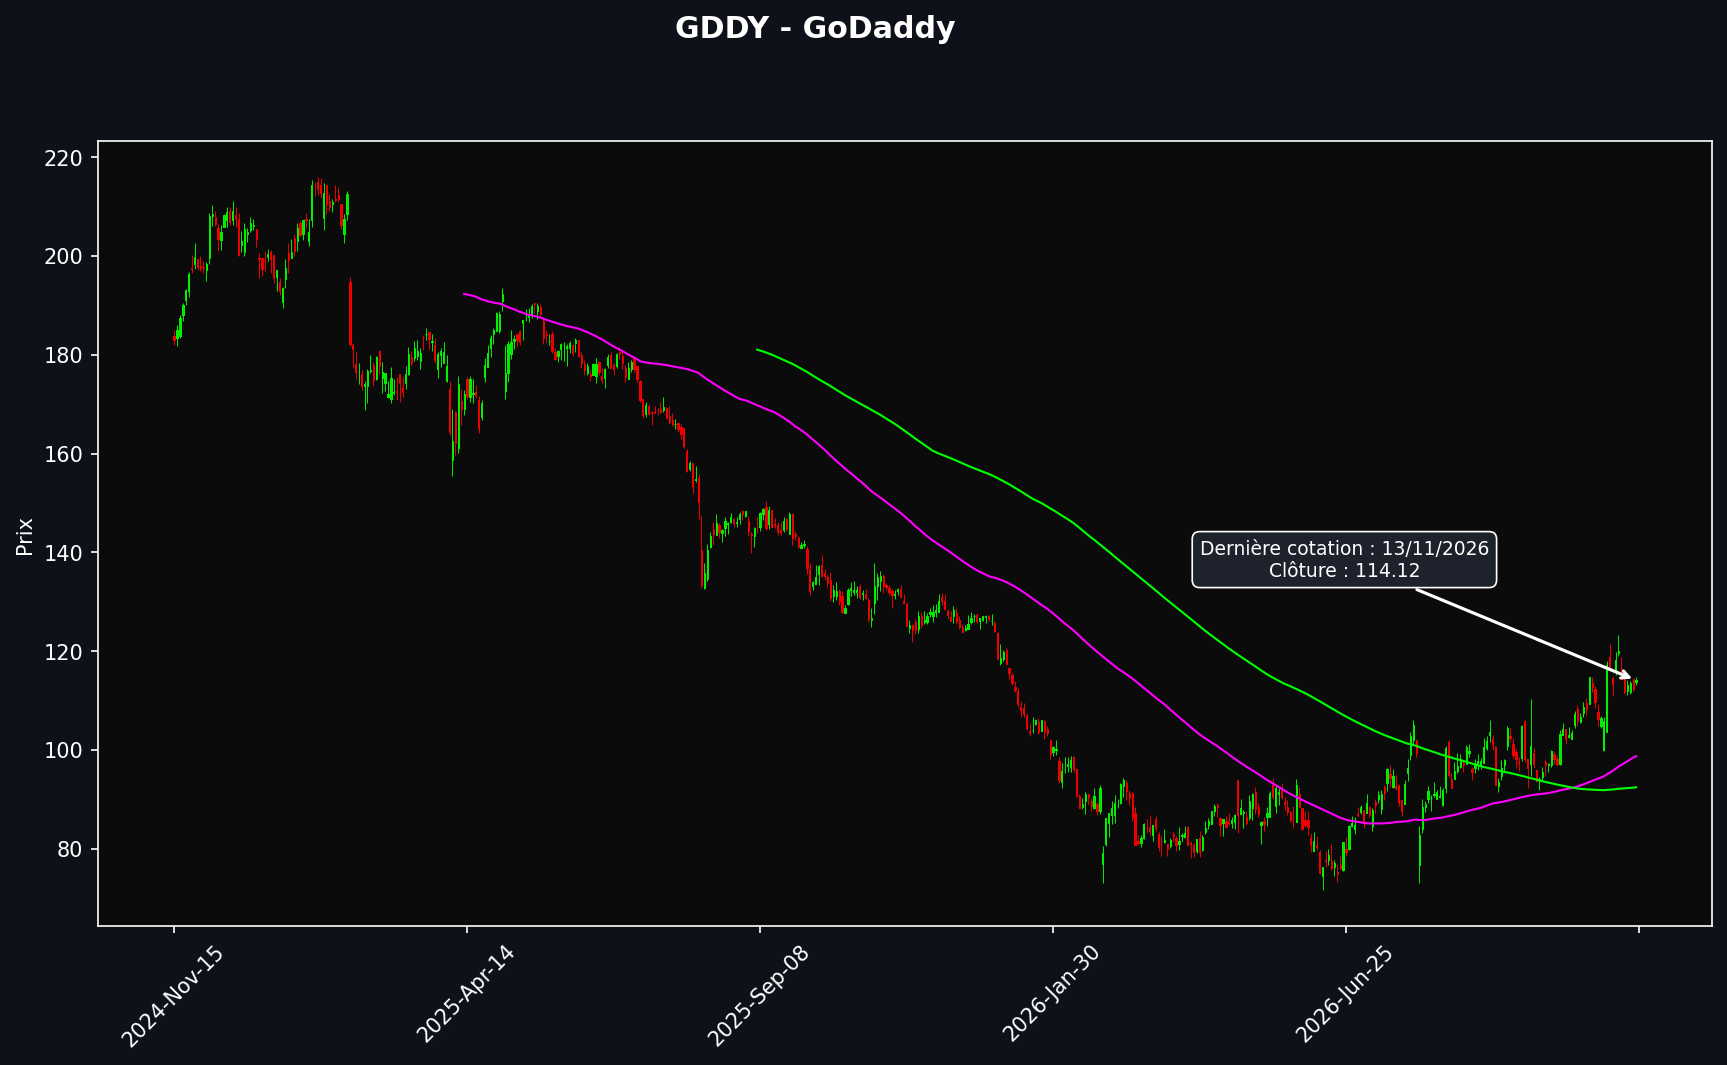 GDDY - GoDaddy
220
200
180
160
140
120
100
80
Prix
Dernière cotation : 13/11/2026
Clôture : 114.12
2024-Nov-15
2025-Apr-14
2025-Sep-08
2026-Jan-30
2026-Jun-25